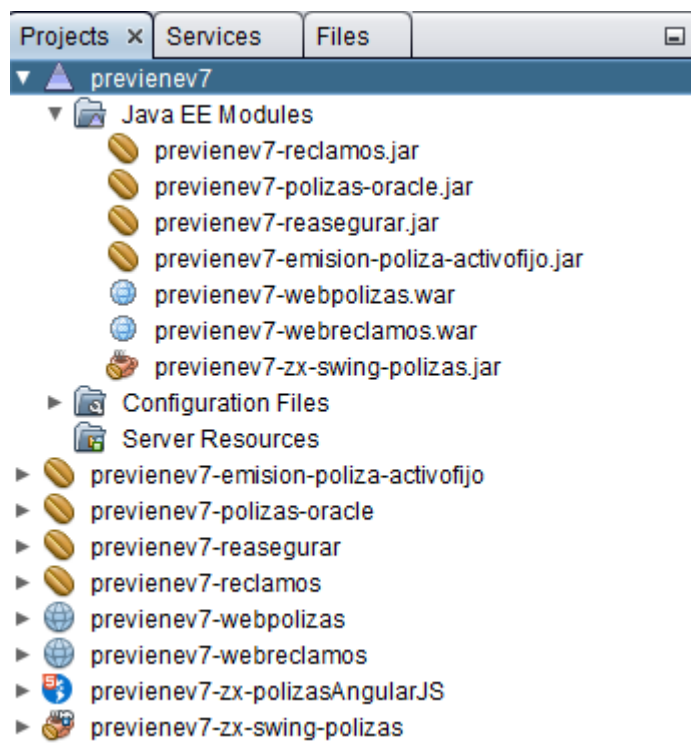 Projects × Services Files
previenev7
Java EE Modules
previenev7-reclamos.jar
previenev7-polizas-oracle.jar
previenev7-reasegurar.jar
previenev7-emision-poliza-activofijo.jar
previenev7-webpolizas.war
previenev7-webreclamos.war
previenev7-zx-swing-polizas.jar
Configuration Files
Server Resources
previenev7-emision-poliza-activofijo
previenev7-polizas-oracle
previenev7-reasegurar
previenev7-reclamos
previenev7-webpolizas
previenev7-webreclamos
previenev7-zx-polizasAngularJS
previenev7-zx-swing-polizas